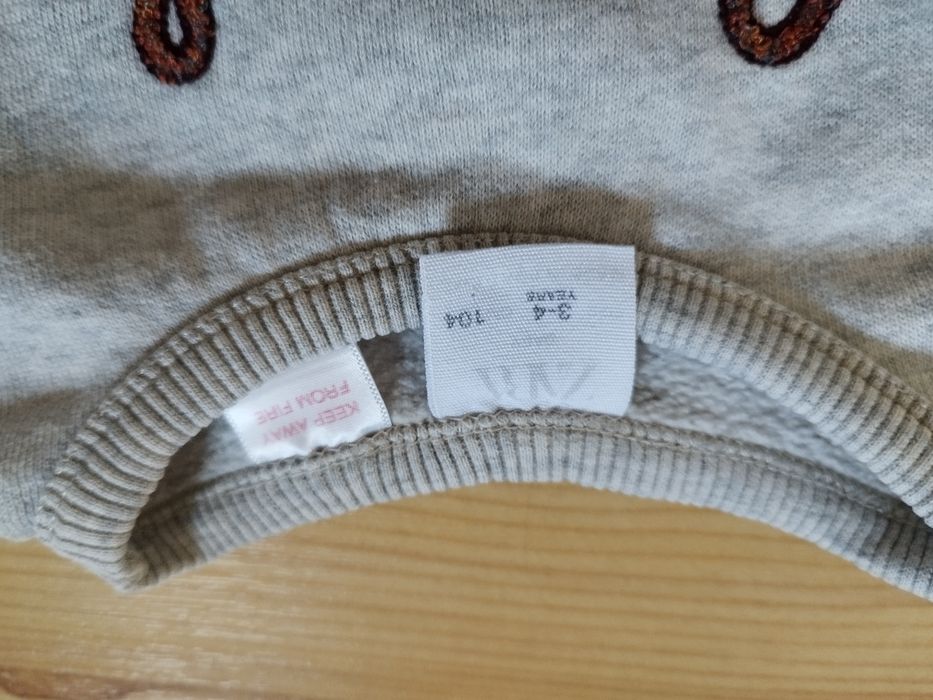 3-4
YEARS
104
KEEP AWAY
FROM FIRE